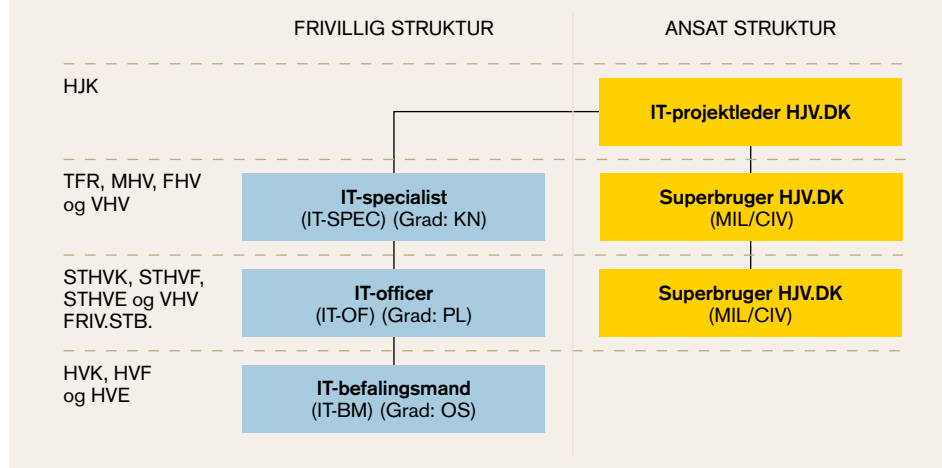 FRIVILLIG STRUKTUR
ANSAT STRUKTUR
HJK
IT-projektleder HJV.DK
TFR, MHV, FHV
og VHV
IT-specialist
(IT-SPEC) (Grad: KN)
Superbruger HJV.DK
(MIL/CIV)
STHVK, STHVF,
STHVE og VHV
FRIV.STB.
IT-officer
(IT-OF) (Grad: PL)
Superbruger HJV.DK
(MIL/CIV)
HVK, HVF
og HVE
IT-befalingsmand
(IT-BM) (Grad: OS)